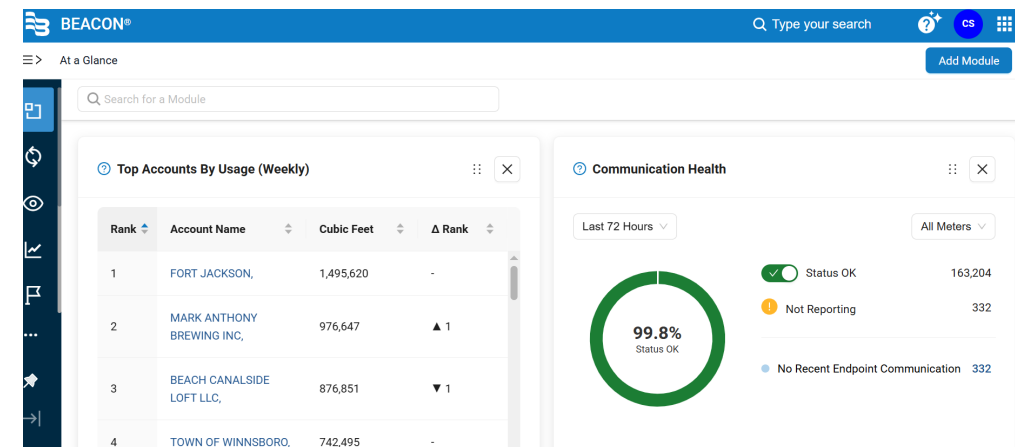 BEACON®
Type your search
CS
At a Glance
Add Module
Search for a Module
Top Accounts By Usage (Weekly)
Rank Account Name Cubic Feet Δ Rank
1 FORT JACKSON, 1,495,620 -
2 MARK ANTHONY BREWING INC, 976,647 ▲ 1
3 BEACH CANALSIDE LOFT LLC, 876,851 ▼ 1
4 TOWN OF WINNSBORO, 742,495 -
Communication Health
Last 72 Hours
All Meters
99.8%
Status OK
Status OK 163,204
Not Reporting 332
No Recent Endpoint Communication 332